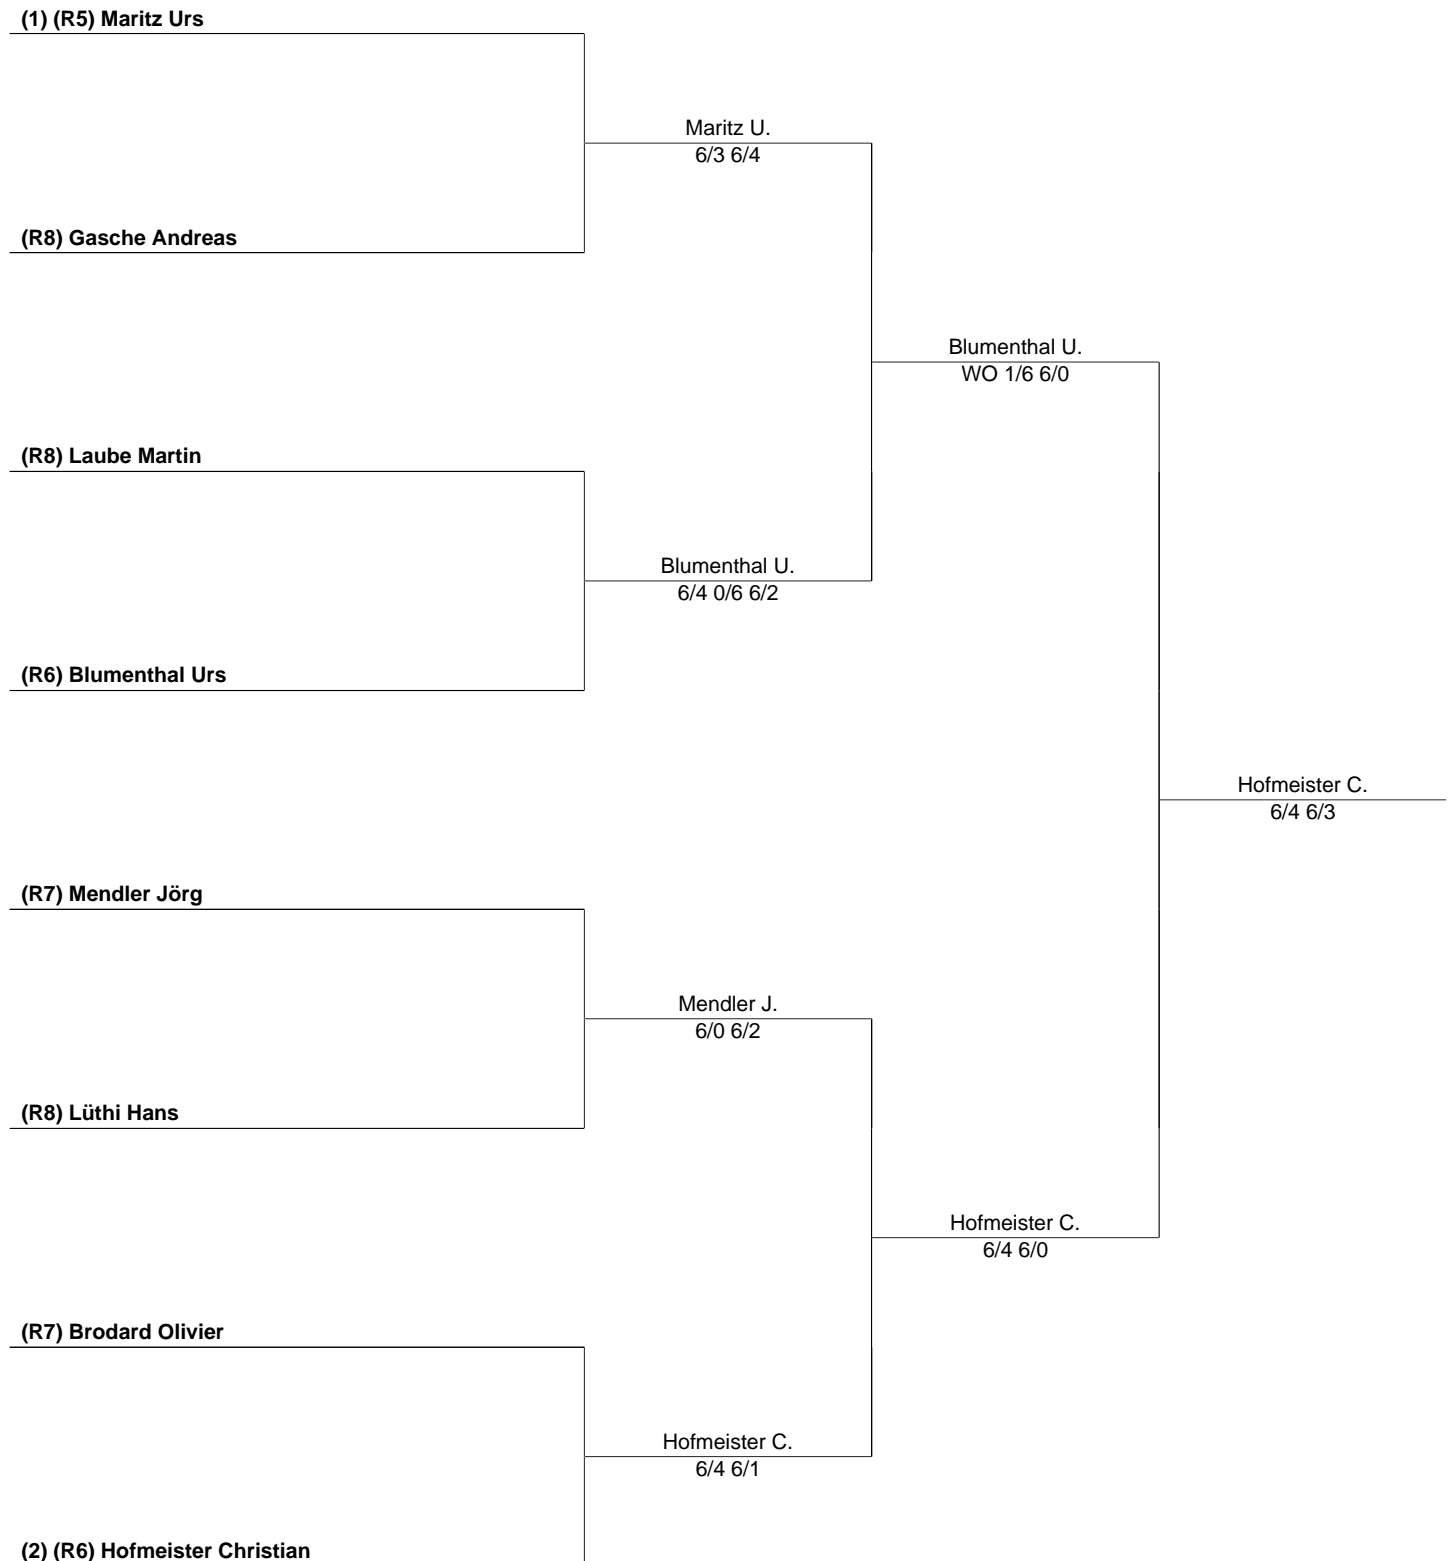 (1) (R5) Maritz Urs
Maritz U.
6/3 6/4
(R8) Gasche Andreas
Blumenthal U.
WO 1/6 6/0
(R8) Laube Martin
Blumenthal U.
6/4 0/6 6/2
(R6) Blumenthal Urs
Hofmeister C.
6/4 6/3
(R7) Mendler Jörg
Mendler J.
6/0 6/2
(R8) Lüthi Hans
Hofmeister C.
6/4 6/0
(R7) Brodard Olivier
Hofmeister C.
6/4 6/1
(2) (R6) Hofmeister Christian